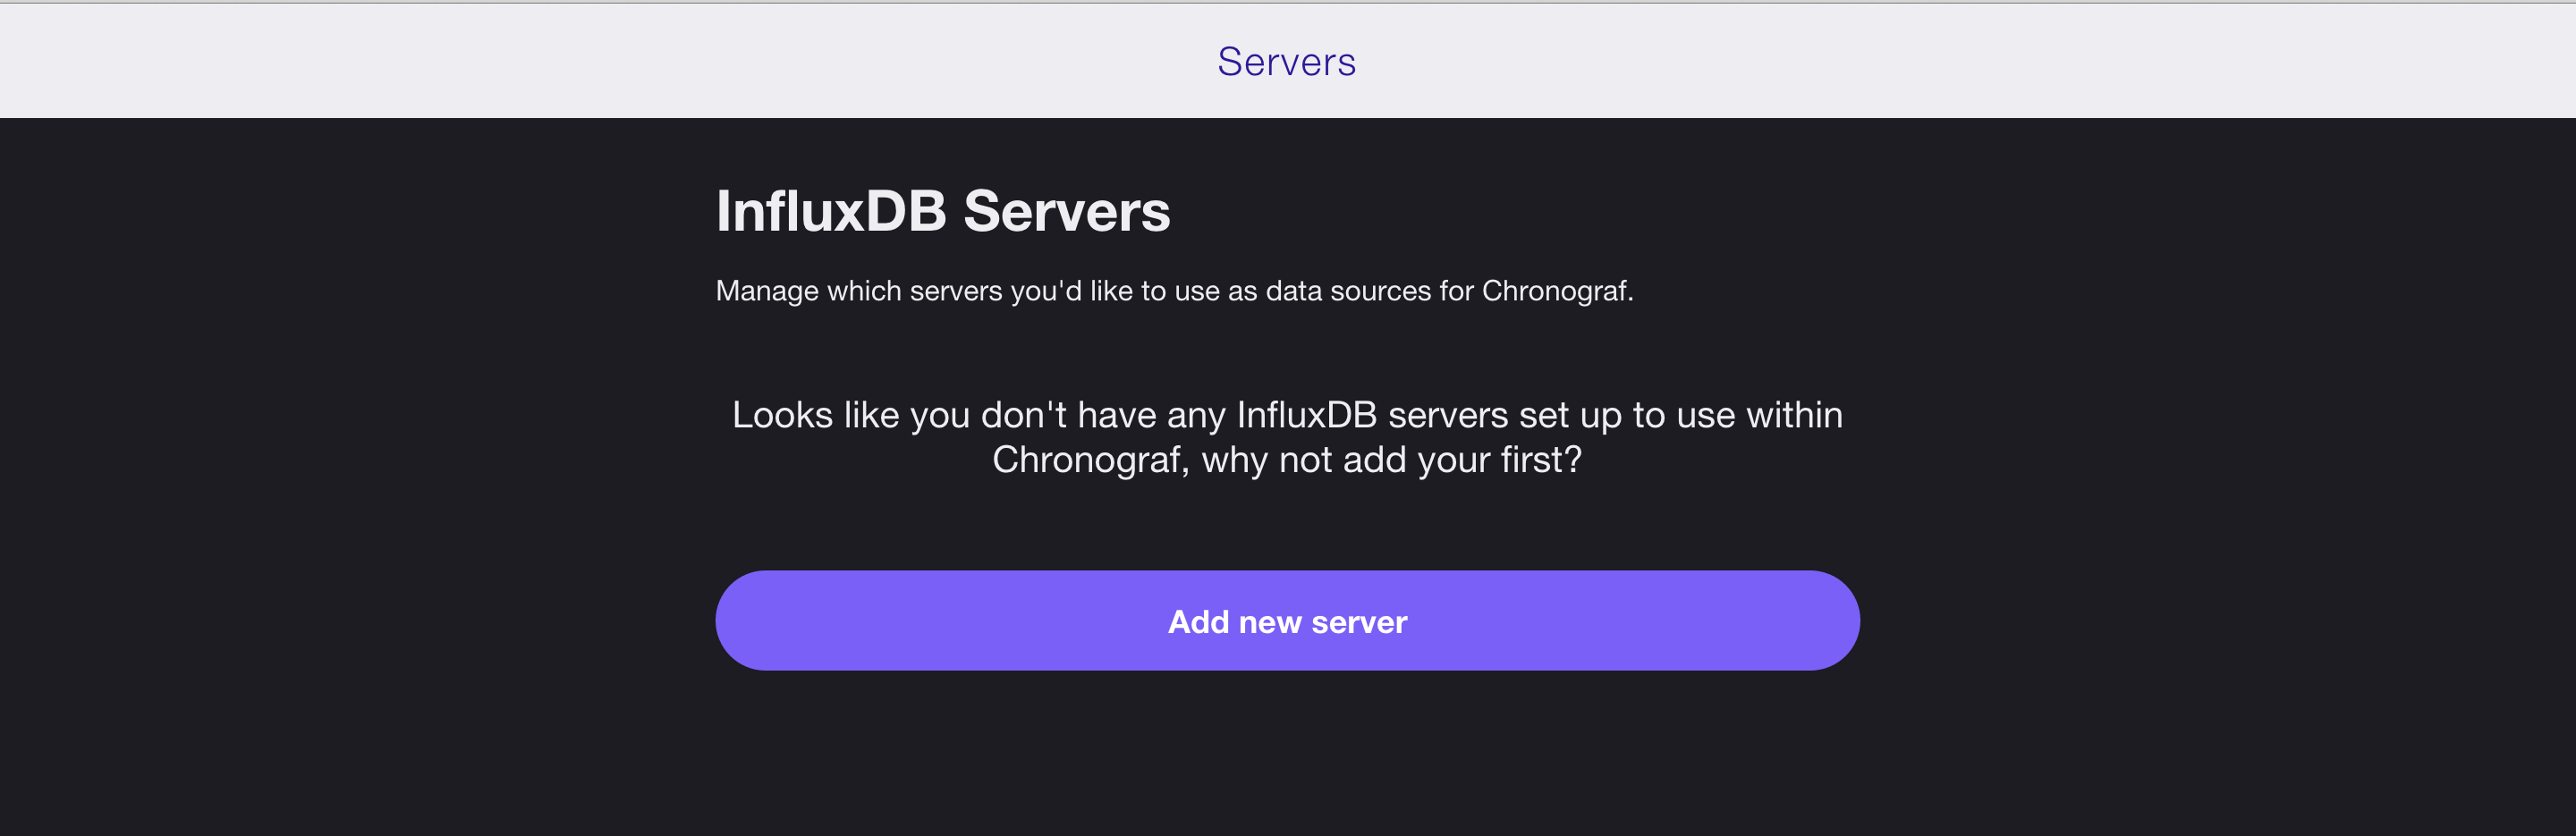 Servers
InfluxDB Servers
Manage which servers you'd like to use as data sources for Chronograf.
Looks like you don't have any InfluxDB servers set up to use within
Chronograf, why not add your first?
Add new server